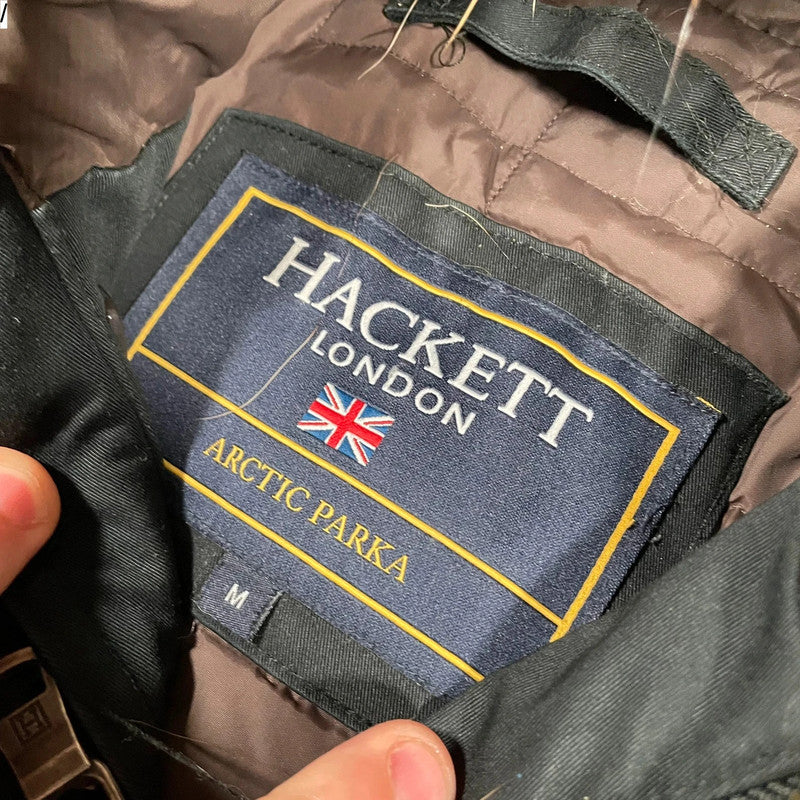 /
HACKETT
LONDON
ARCTIC PARKA
M
H